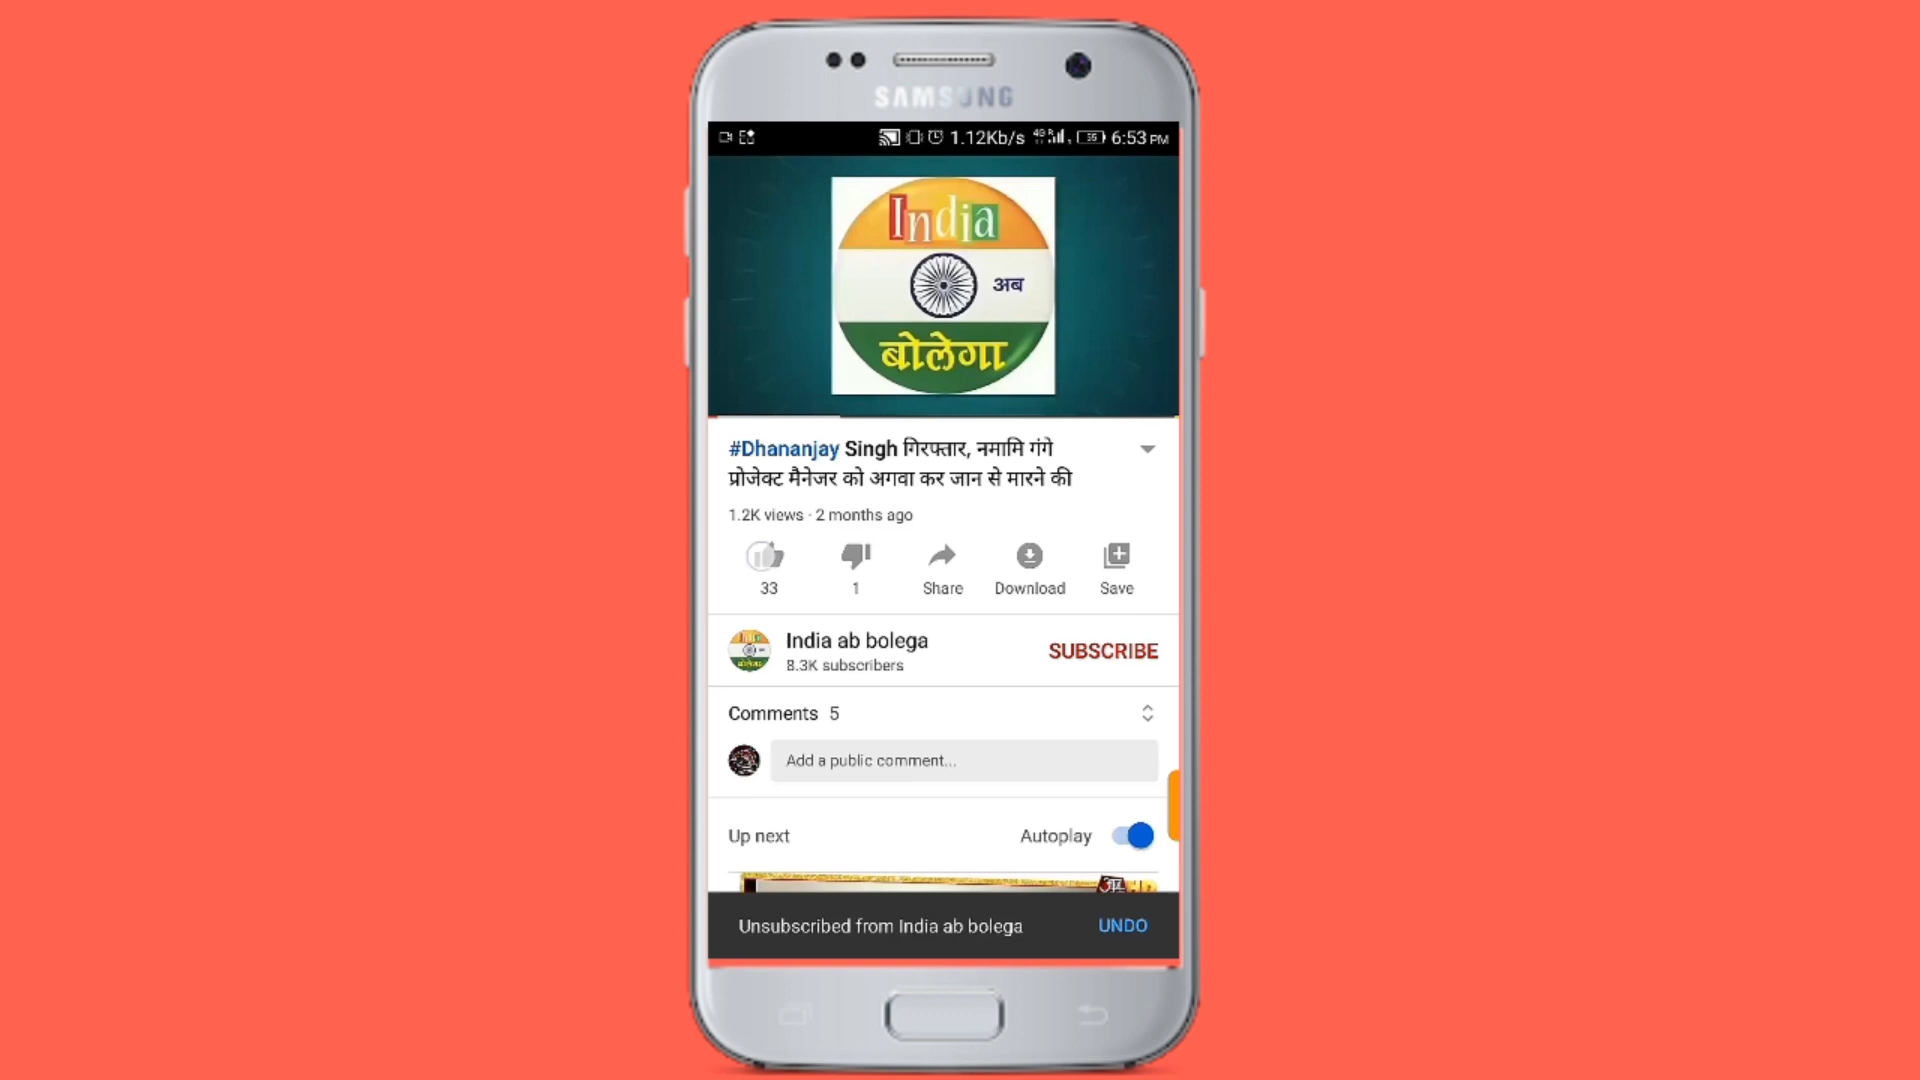 SAMSUNG
1.12Kb/s 4G R 55 6:53 PM
India
अब
बोलेगा
#Dhananjay Singh गिरफ्तार, नमामि गंगे
प्रोजेक्ट मैनेजर को अगवा कर जान से मारने की
1.2K views · 2 months ago
33 1 Share Download Save
India ab bolega SUBSCRIBE
8.3K subscribers
Comments 5
Add a public comment...
Up next Autoplay
Unsubscribed from India ab bolega UNDO